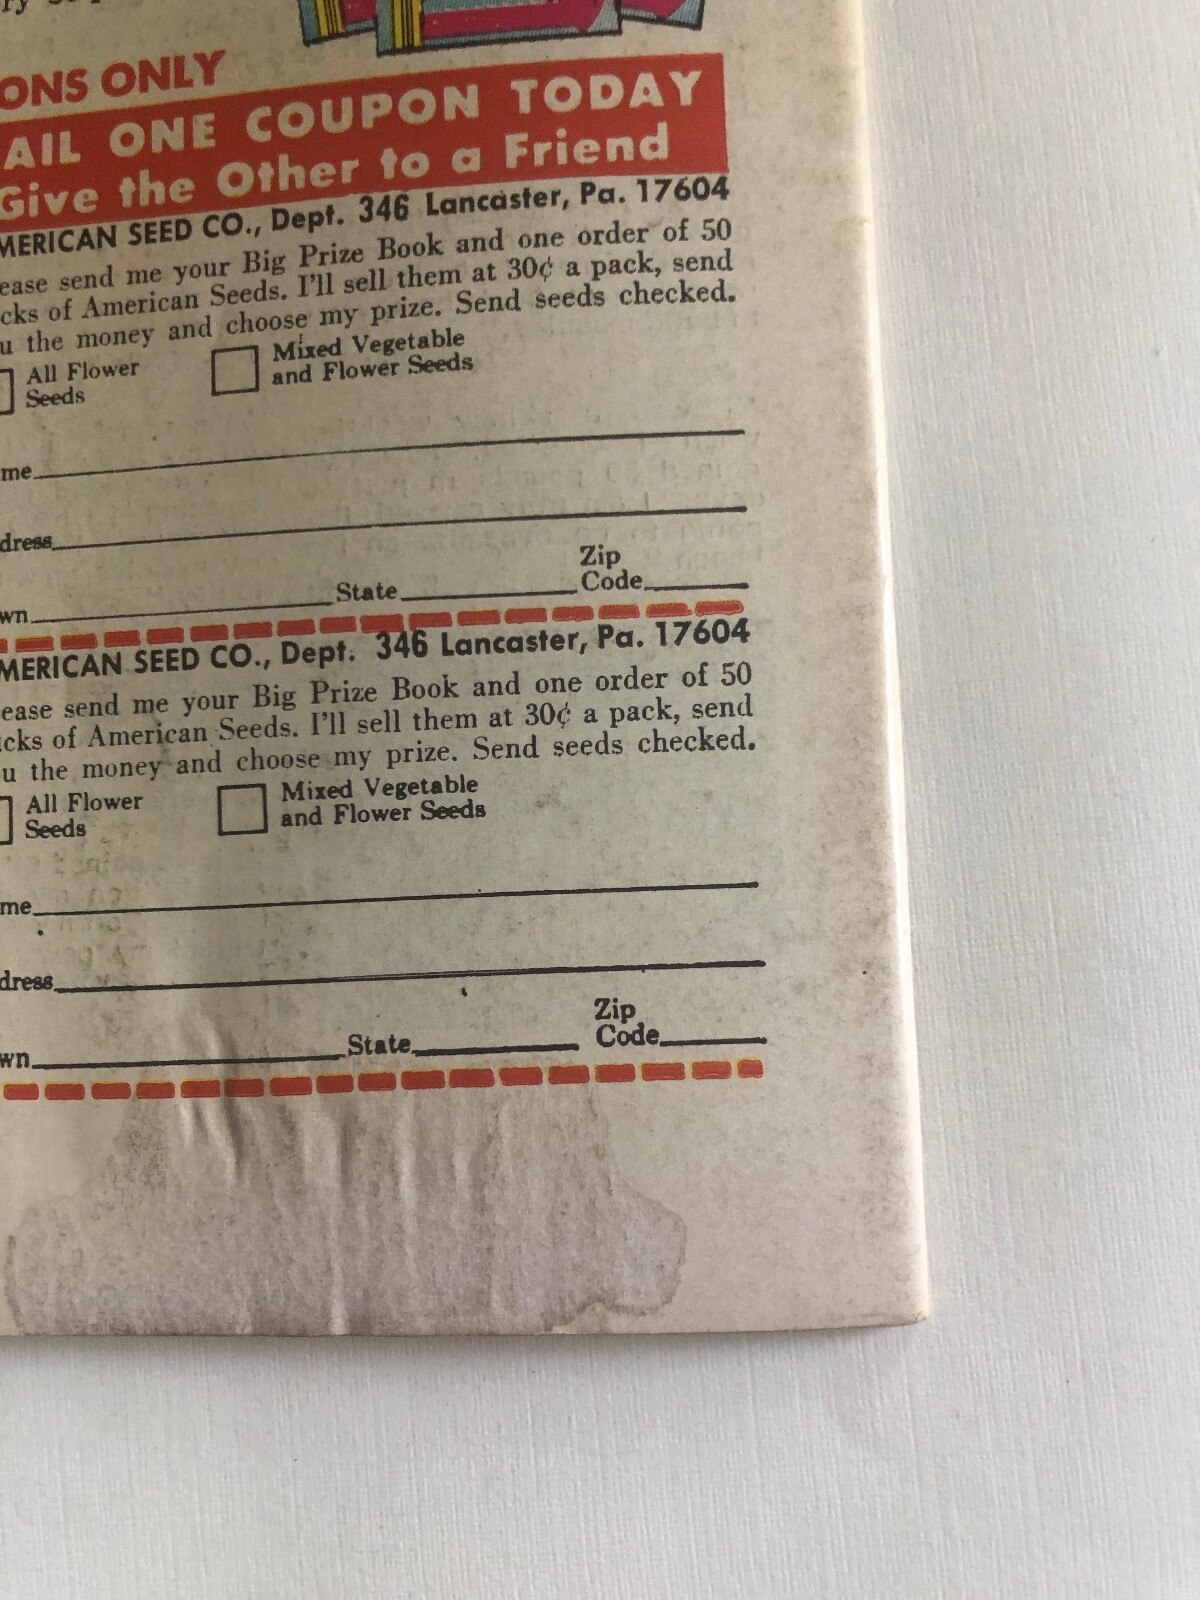 ONS ONLY
AIL ONE COUPON TODAY
Give the Other to a Friend
MERICAN SEED CO., Dept. 346 Lancaster, Pa. 17604
ease send me your Big Prize Book and one order of 50
cks of American Seeds. I'll sell them at 30¢ a pack, send
u the money and choose my prize. Send seeds checked.
All Flower Seeds
Mixed Vegetable and Flower Seeds
me
dress
wn State Zip Code
MERICAN SEED CO., Dept. 346 Lancaster, Pa. 17604
ease send me your Big Prize Book and one order of 50
cks of American Seeds. I'll sell them at 30¢ a pack, send
u the money and choose my prize. Send seeds checked.
All Flower Seeds
Mixed Vegetable and Flower Seeds
me
dress
wn State Zip Code